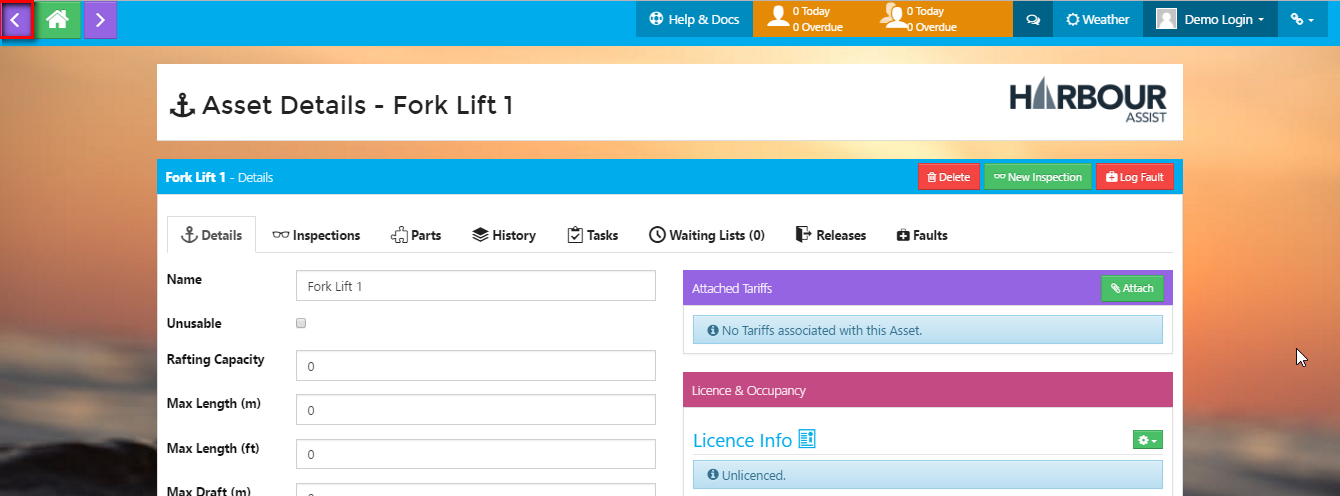 Help & Docs
0 Today
0 Overdue
0 Today
0 Overdue
Weather
Demo Login
Asset Details - Fork Lift 1
HARBOUR
ASSIST
Fork Lift 1 - Details
Delete
New Inspection
Log Fault
Details
Inspections
Parts
History
Tasks
Waiting Lists (0)
Releases
Faults
Name
Fork Lift 1
Unusable
Rafting Capacity
0
Max Length (m)
0
Max Length (ft)
0
Max Draft (m)
Attached Tariffs
Attach
No Tariffs associated with this Asset.
Licence & Occupancy
Licence Info
Unlicenced.